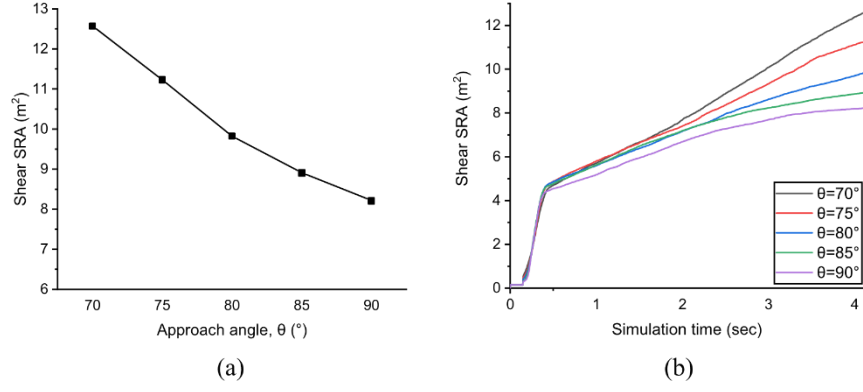 13
12
11
10
9
8
7
6
Shear SRA (m²)
70 75 80 85 90
Approach angle, θ (°)
(a)
12
10
8
6
4
2
0
Shear SRA (m²)
θ=70°
θ=75°
θ=80°
θ=85°
θ=90°
0 1 2 3 4
Simulation time (sec)
(b)